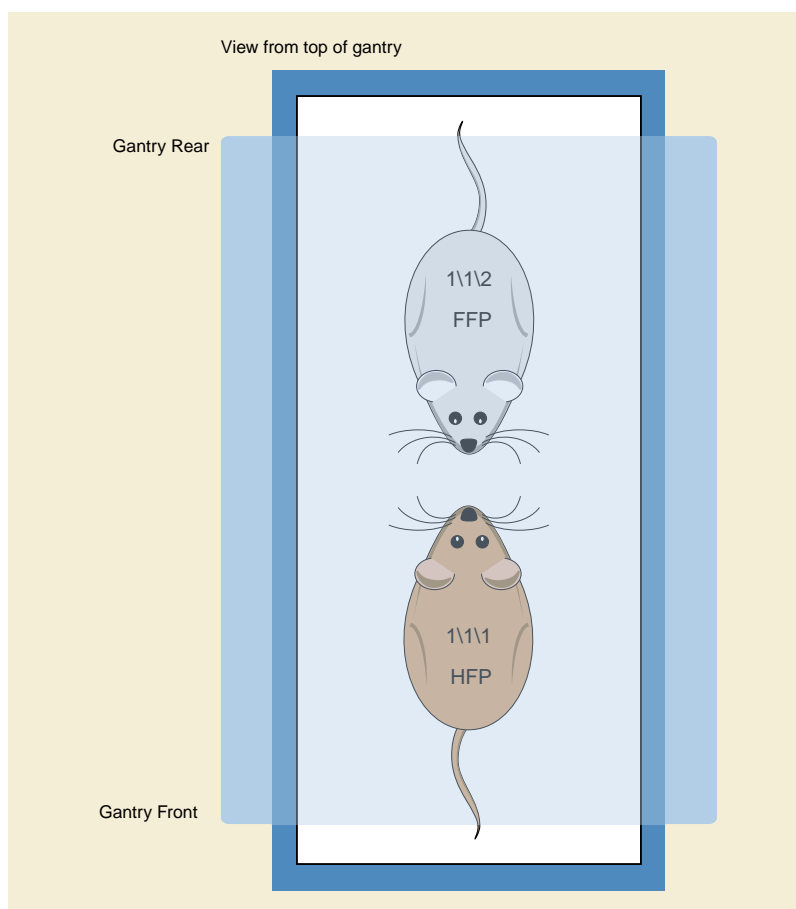 View from top of gantry
Gantry Rear
1\1\2
FFP
1\1\1
HFP
Gantry Front